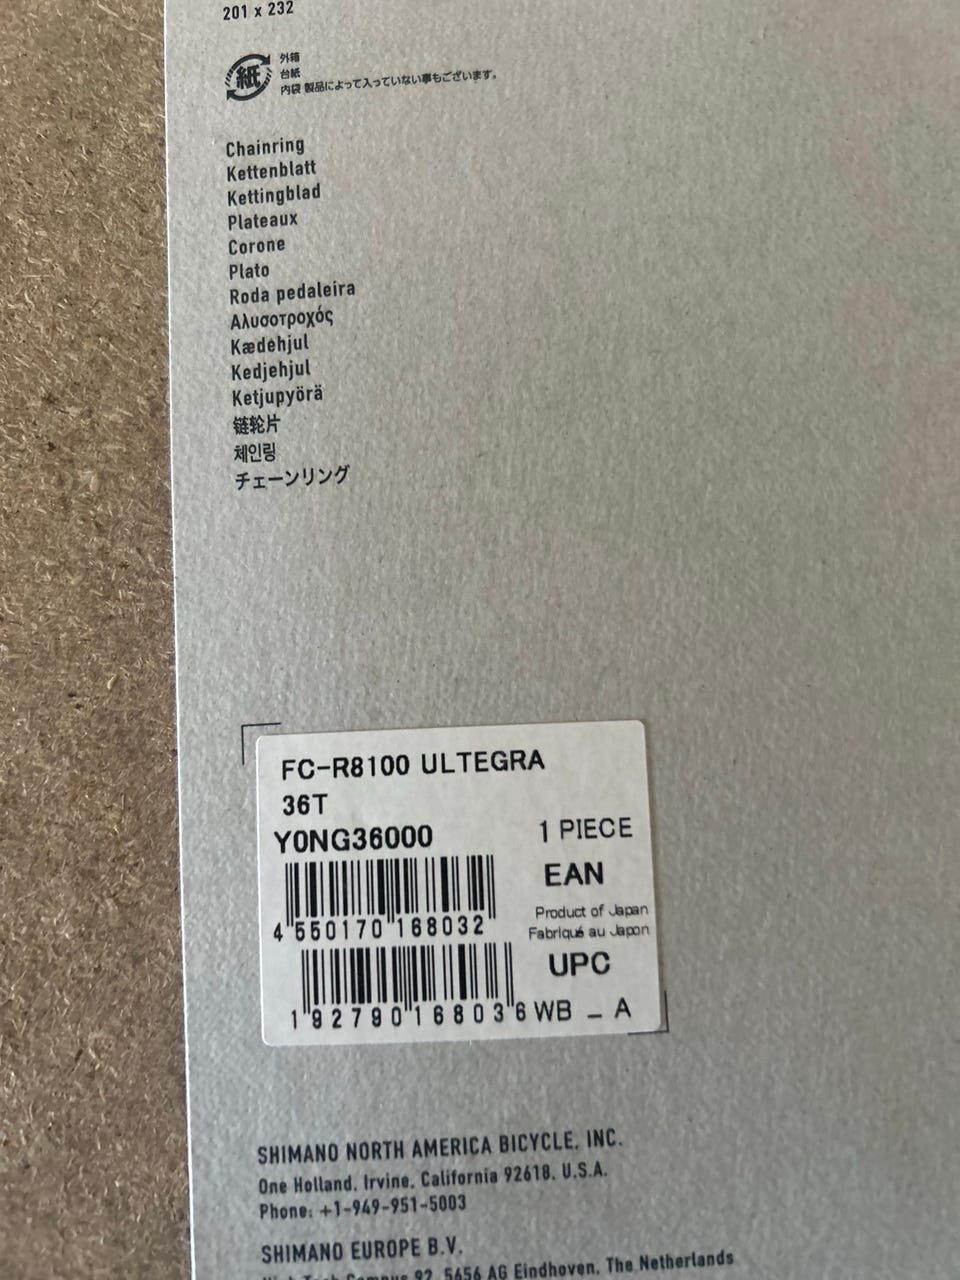 201 x 232
紙
外箱
台紙
内袋 製品によって入っていない事もございます。
Chainring
Kettenblatt
Kettingblad
Plateaux
Corone
Plato
Roda pedaleira
Αλυσοτροχός
Kædehjul
Kedjehjul
Ketjupyörä
链轮片
체인링
チェーンリング
FC-R8100 ULTEGRA
36T
Y0NG36000
1 PIECE
EAN
4 550170 168032
Product of Japan
Fabriqué au Japon
UPC
1 92790 16803 6
WB _ A
SHIMANO NORTH AMERICA BICYCLE, INC.
One Holland, Irvine, California 92618, U.S.A.
Phone: +1-949-951-5003
SHIMANO EUROPE B.V.
High Tech Campus 92, 5656 AG Eindhoven, The Netherlands